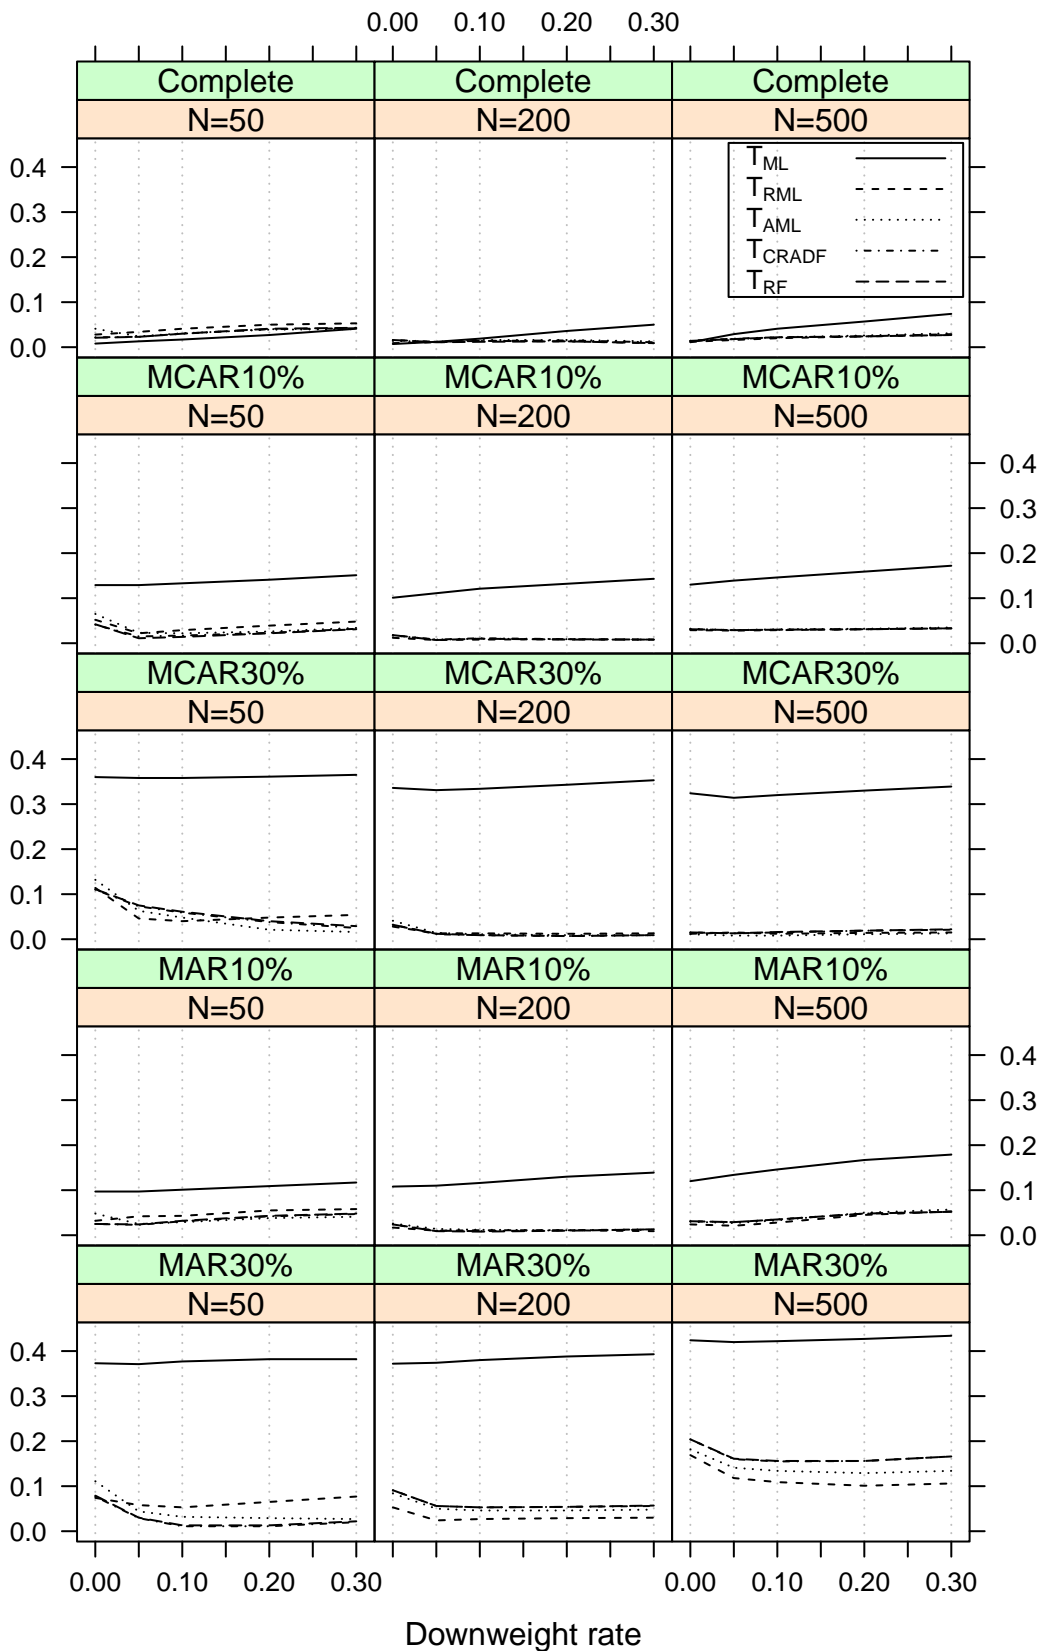 0.00 0.10 0.20 0.30
Complete Complete Complete
N=50 N=200 N=500
0.4
0.3
0.2
0.1
0.0
T_ML
T_RML
T_AML
T_CRADF
T_RF
MCAR10% MCAR10% MCAR10%
N=50 N=200 N=500
0.4
0.3
0.2
0.1
0.0
MCAR30% MCAR30% MCAR30%
N=50 N=200 N=500
0.4
0.3
0.2
0.1
0.0
MAR10% MAR10% MAR10%
N=50 N=200 N=500
0.4
0.3
0.2
0.1
0.0
MAR30% MAR30% MAR30%
N=50 N=200 N=500
0.4
0.3
0.2
0.1
0.0
0.00 0.10 0.20 0.30 0.00 0.10 0.20 0.30
Downweight rate